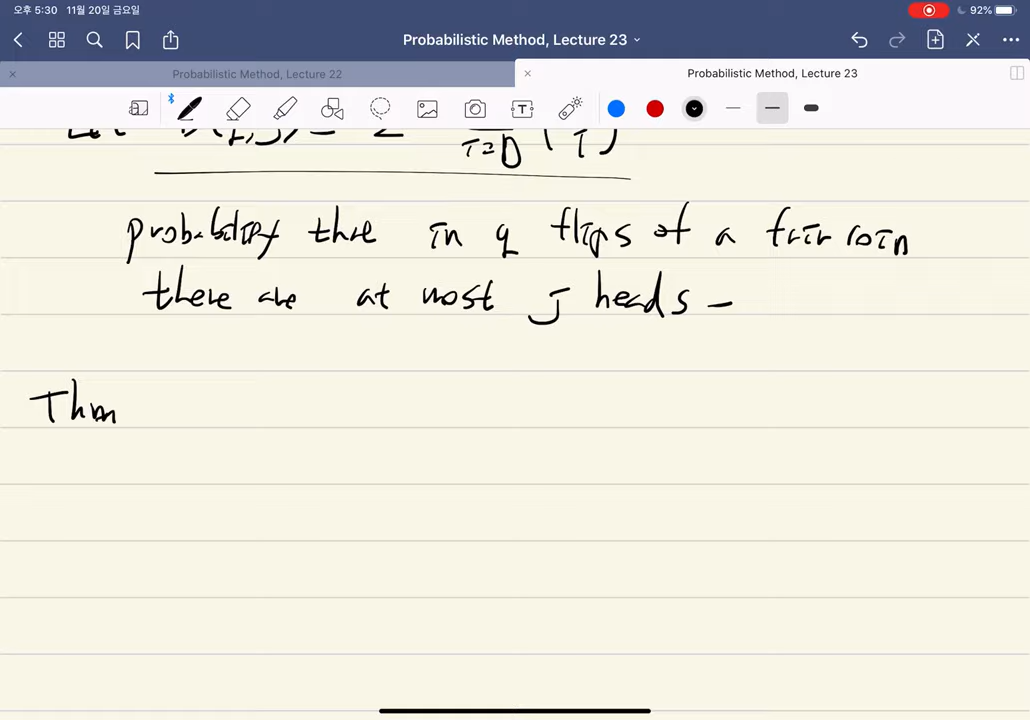 오후 5:30 11월 20일 금요일
92%
Probabilistic Method, Lecture 23
Probabilistic Method, Lecture 22
Probabilistic Method, Lecture 23
probability that in q flips of a fair coin
there are at most J heads -
Thm